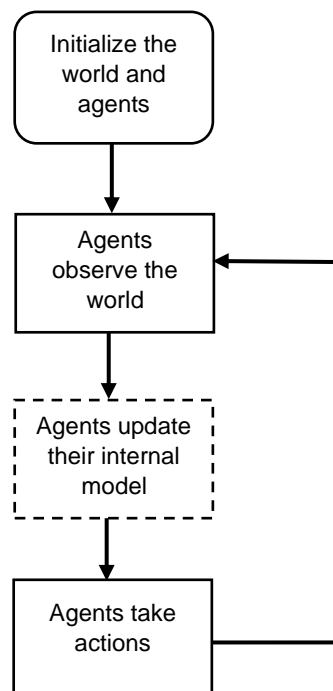 Initialize the
world and
agents
Agents
observe the
world
Agents update
their internal
model
Agents take
actions